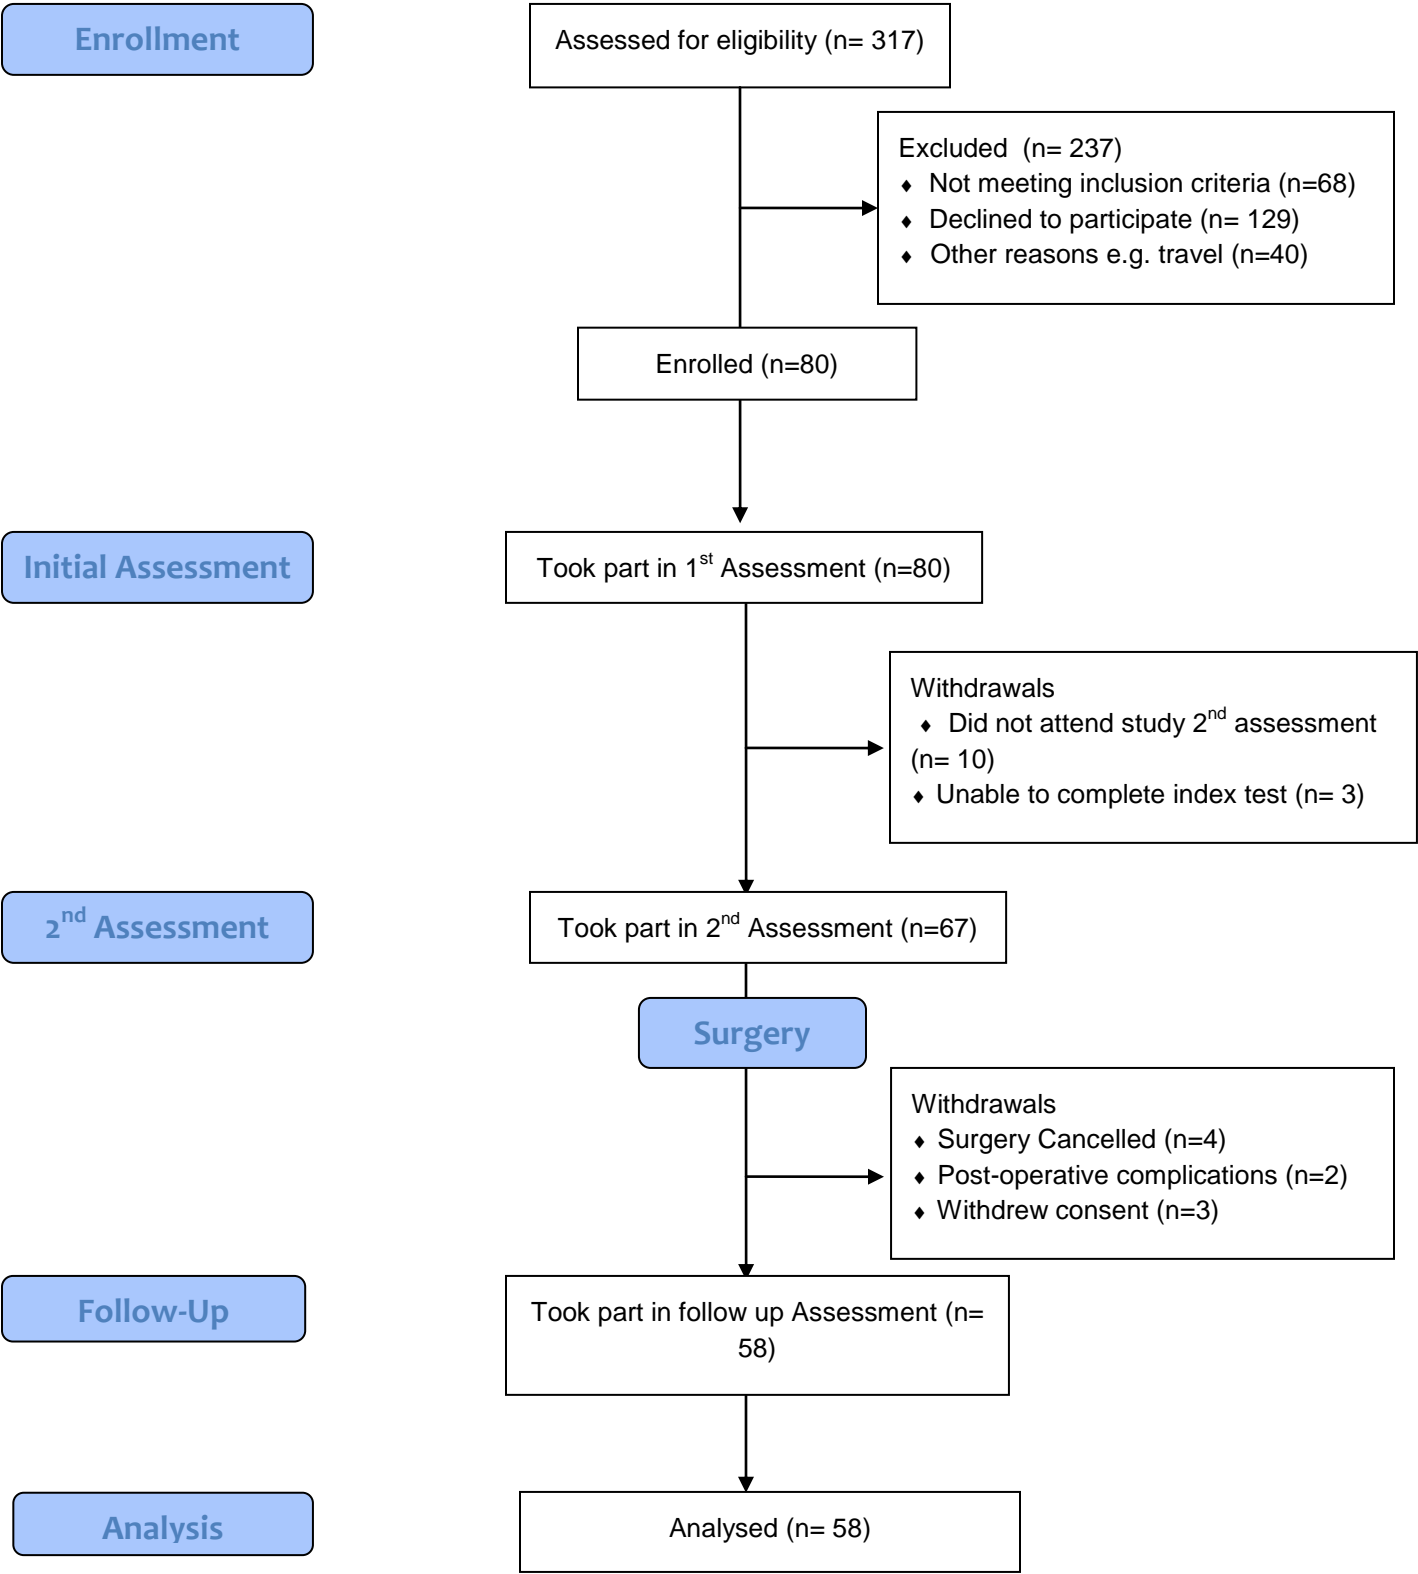 Enrollment
Assessed for eligibility (n= 317)
Excluded  (n= 237)
♦ Not meeting inclusion criteria (n=68)
♦ Declined to participate (n= 129)
♦ Other reasons e.g. travel (n=40)
Enrolled (n=80)
Initial Assessment
Took part in 1st Assessment (n=80)
Withdrawals
♦ Did not attend study 2nd assessment
(n= 10)
♦ Unable to complete index test (n= 3)
2nd Assessment
Took part in 2nd Assessment (n=67)
Surgery
Withdrawals
♦ Surgery Cancelled (n=4)
♦ Post-operative complications (n=2)
♦ Withdrew consent (n=3)
Follow-Up
Took part in follow up Assessment (n=
58)
Analysis
Analysed (n= 58)